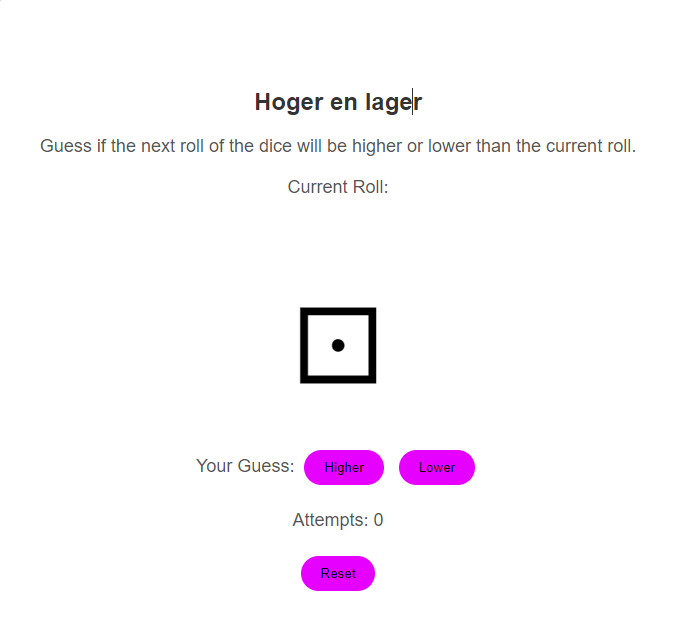 Hoger en lager
Guess if the next roll of the dice will be higher or lower than the current roll.
Current Roll:
Your Guess: Higher Lower
Attempts: 0
Reset